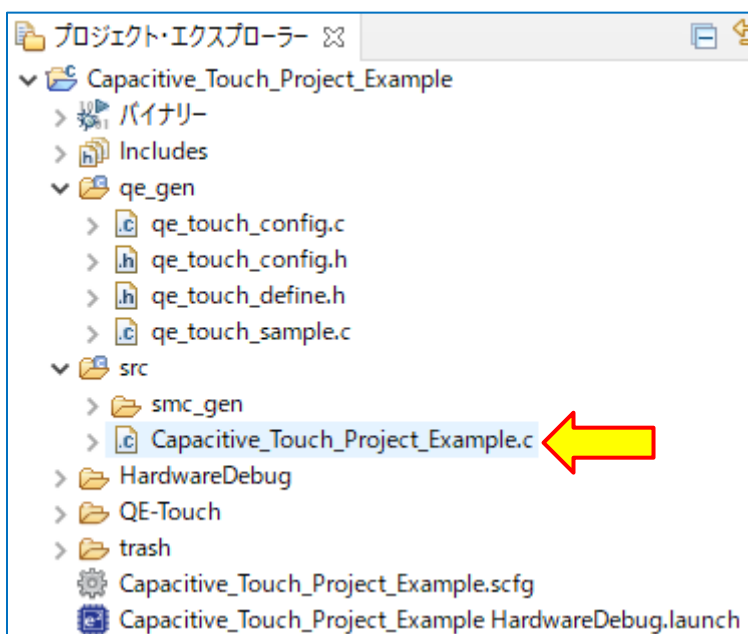 プロジェクト・エクスプローラー
Capacitive_Touch_Project_Example
バイナリー
Includes
qe_gen
qe_touch_config.c
qe_touch_config.h
qe_touch_define.h
qe_touch_sample.c
src
smc_gen
Capacitive_Touch_Project_Example.c
HardwareDebug
QE-Touch
trash
Capacitive_Touch_Project_Example.scfg
Capacitive_Touch_Project_Example HardwareDebug.launch